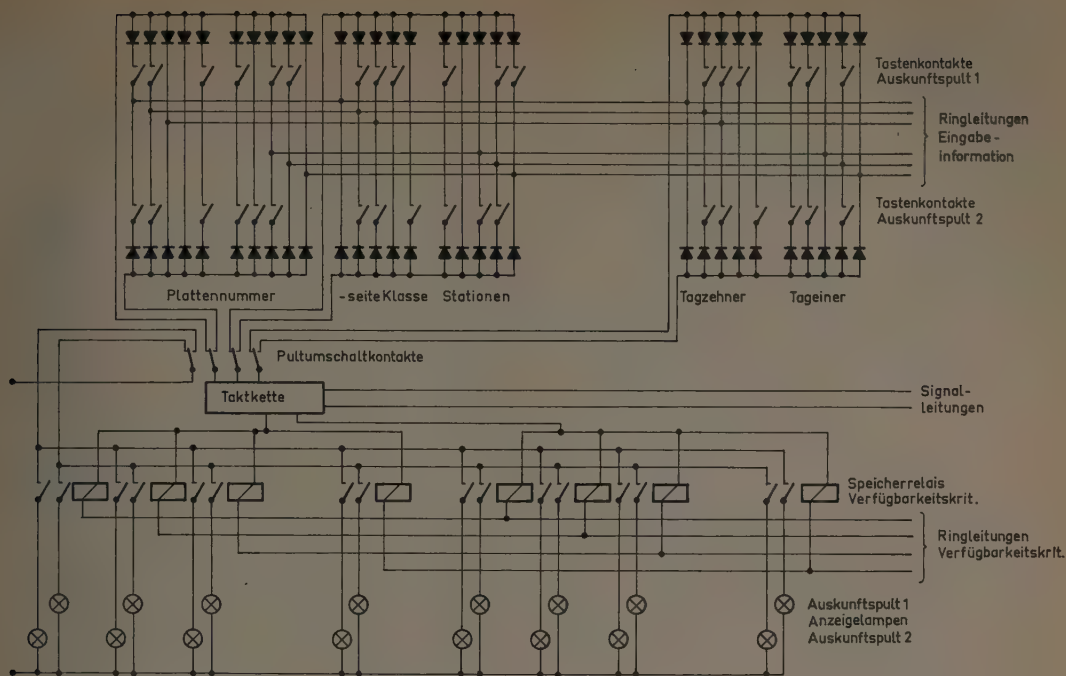 Tastenkontakte
Auskunftspult 1
Ringleitungen
Eingabe-
information
Tastenkontakte
Auskunftspult 2
Plattennummer
-seite Klasse
Stationen
Tagzehner
Tageiner
Pultumschaltkontakte
Taktkette
Signal-
leitungen
Speicherrelais
Verfügbarkeitskrit.
Ringleitungen
Verfügbarkeitskrit.
Auskunftspult 1
Anzeigelampen
Auskunftspult 2